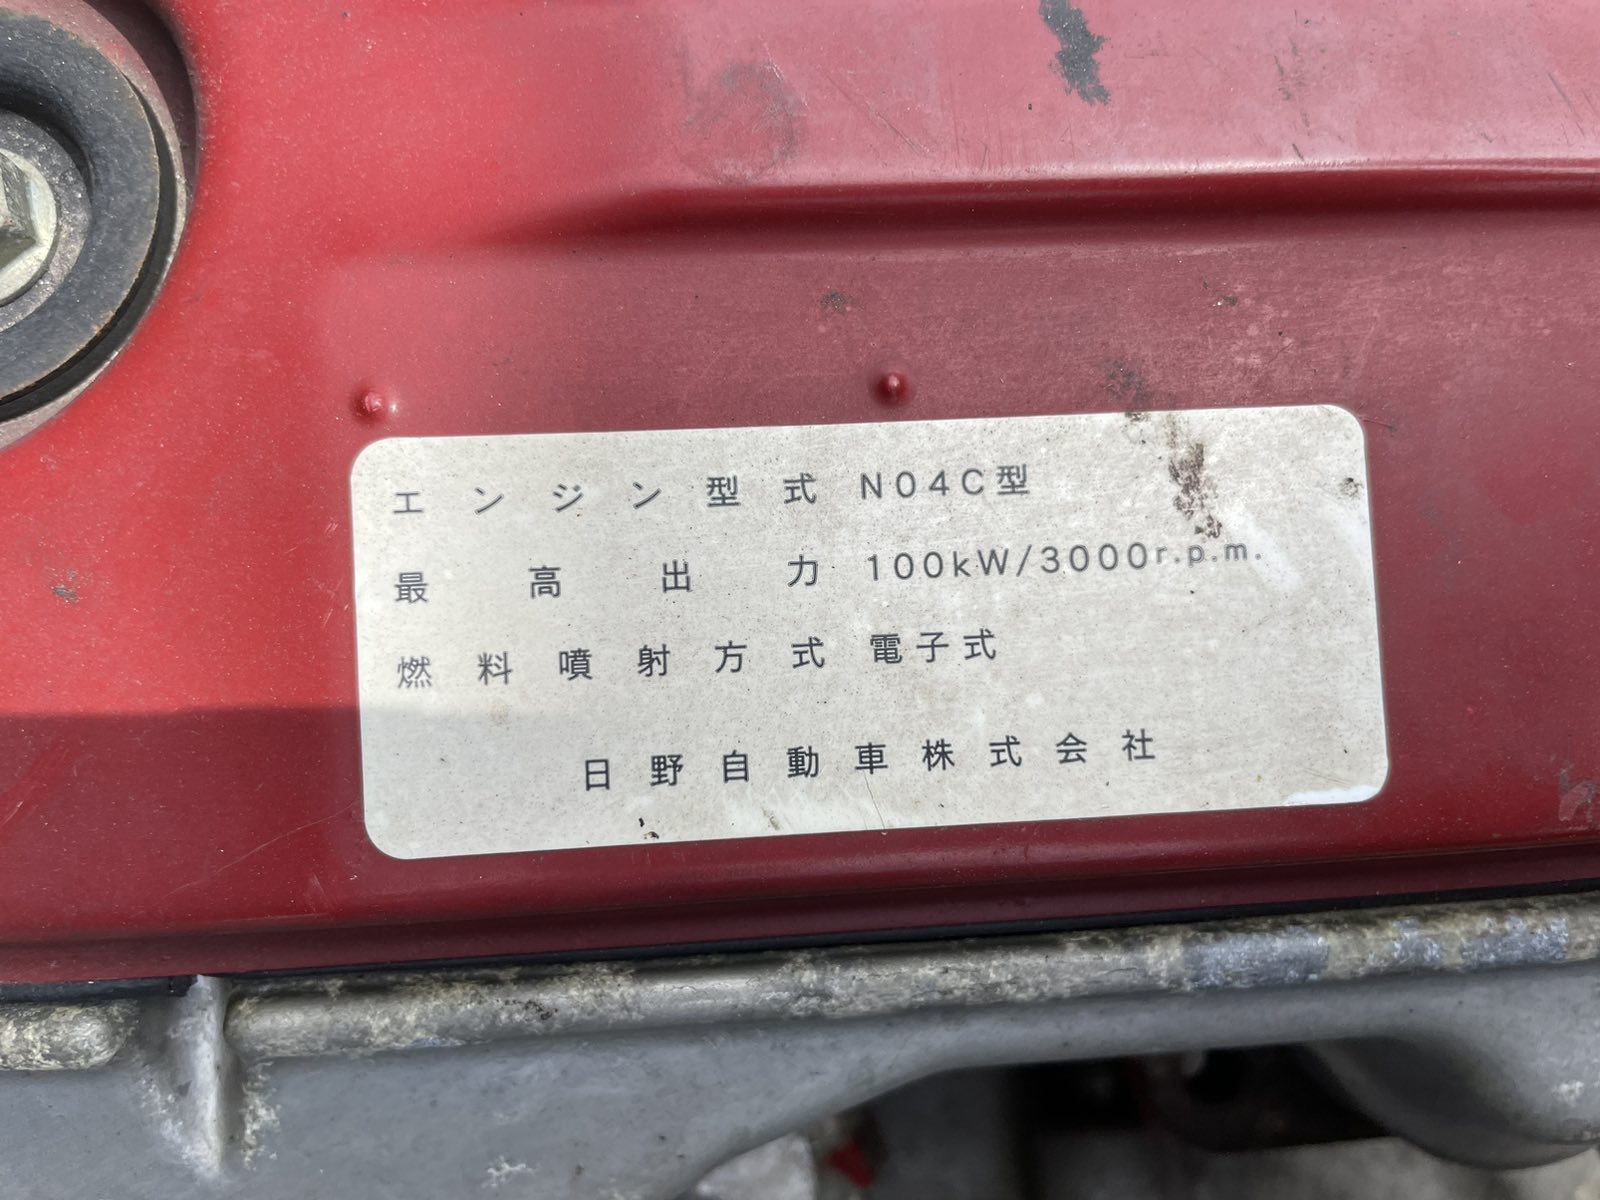 エンジン型式 N04C型
最高出力 100kW/3000r.p.m.
燃料噴射方式 電子式
日野自動車株式会社